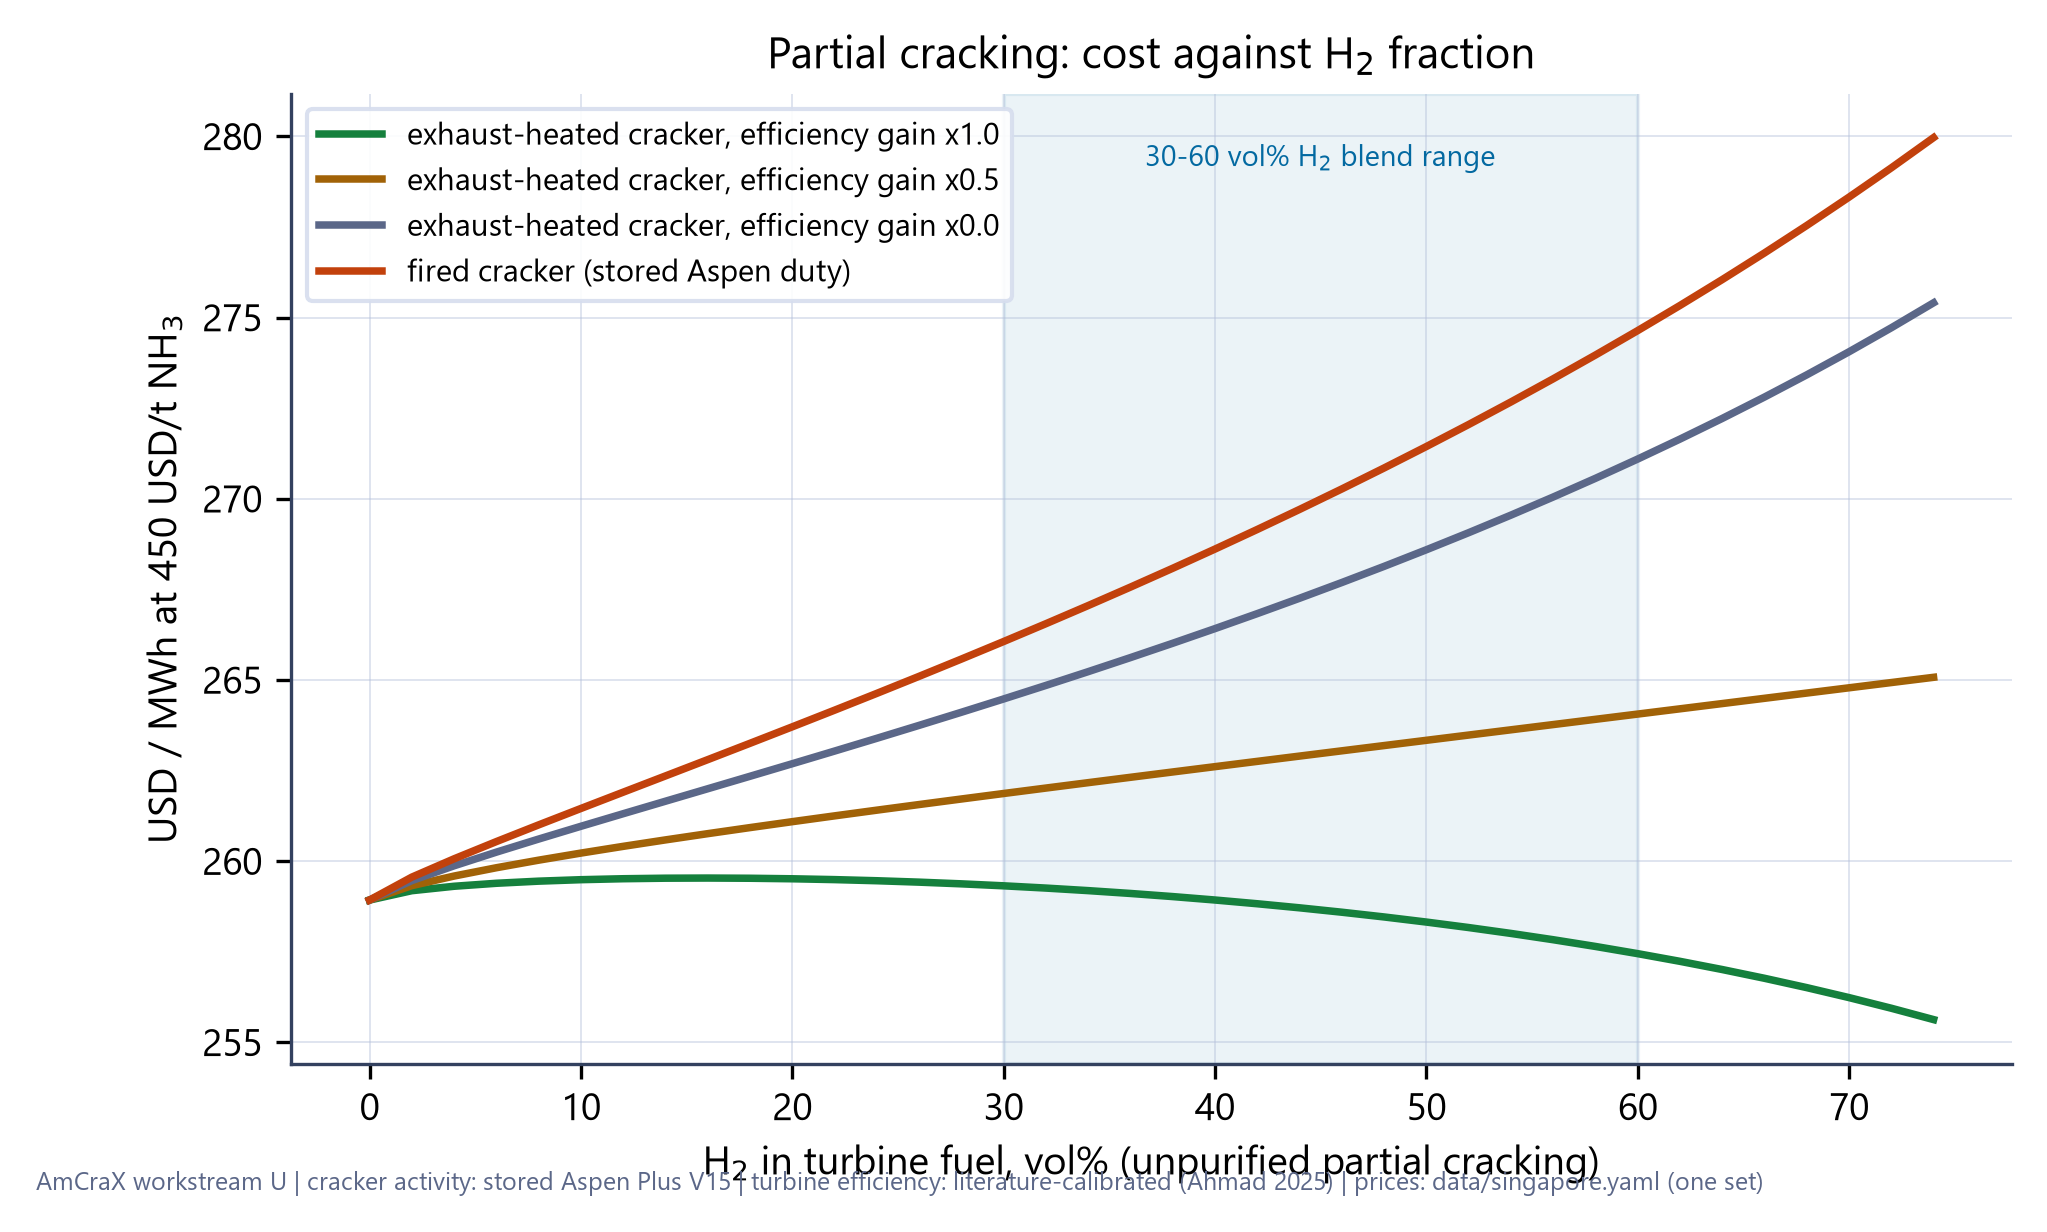 Partial cracking: cost against H₂ fraction
exhaust-heated cracker, efficiency gain x1.0
exhaust-heated cracker, efficiency gain x0.5
exhaust-heated cracker, efficiency gain x0.0
fired cracker (stored Aspen duty)
30-60 vol% H₂ blend range
USD / MWh at 450 USD/t NH₃
280
275
270
265
260
255
0 10 20 30 40 50 60 70
H₂ in turbine fuel, vol% (unpurified partial cracking)
AmCraX workstream U | cracker activity: stored Aspen Plus V15 | turbine efficiency: literature-calibrated (Ahmad 2025) | prices: data/singapore.yaml (one set)